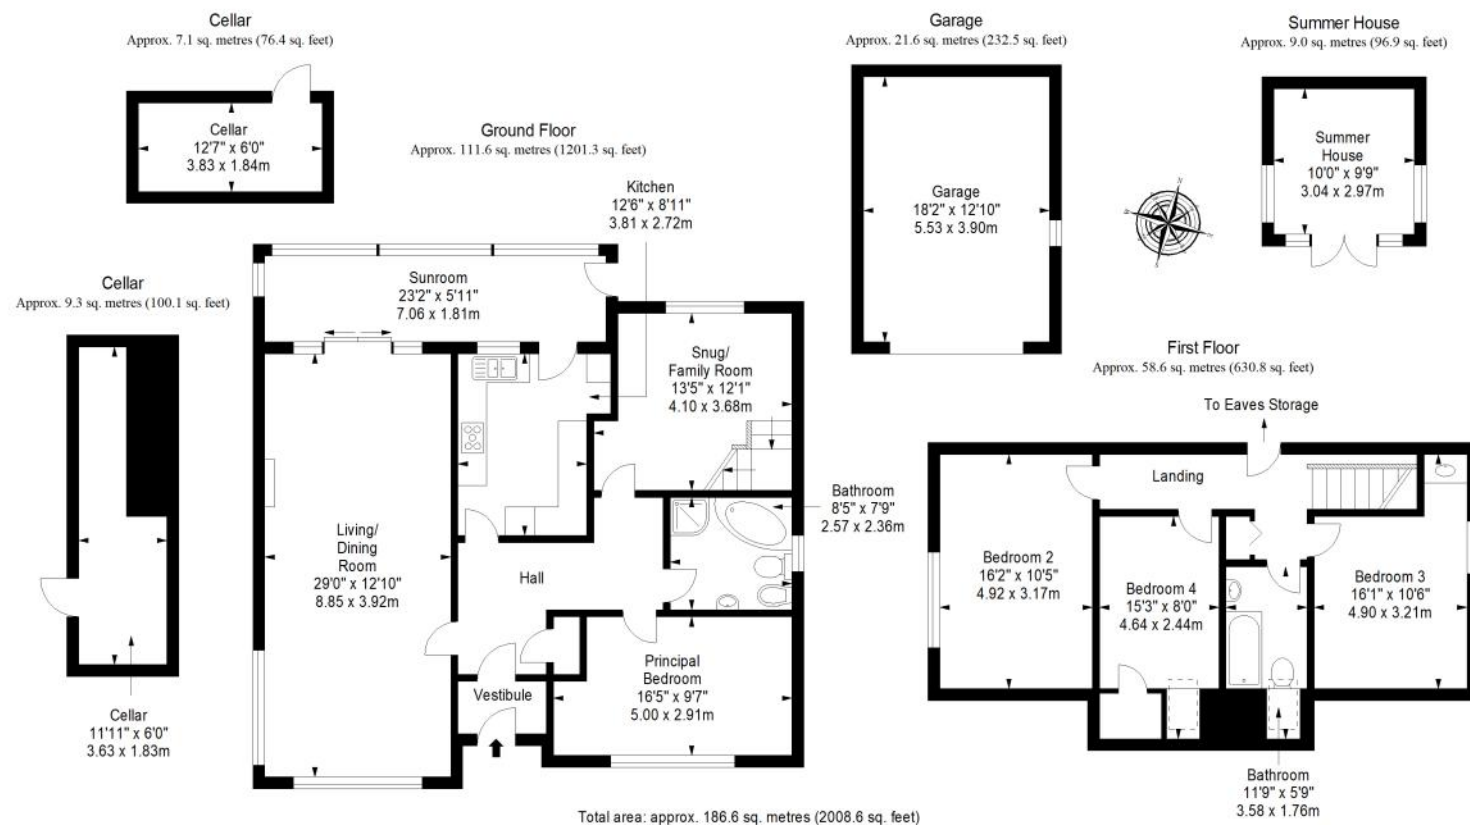 Cellar
Approx. 7.1 sq. metres (76.4 sq. feet)
Cellar
12'7" x 6'0"
3.83 x 1.84m
Garage
Approx. 21.6 sq. metres (232.5 sq. feet)
Garage
18'2" x 12'10"
5.53 x 3.90m
Summer House
Approx. 9.0 sq. metres (96.9 sq. feet)
Summer
House
10'0" x 9'9"
3.04 x 2.97m
N
Ground Floor
Approx. 111.6 sq. metres (1201.3 sq. feet)
Kitchen
12'6" x 8'11"
3.81 x 2.72m
Sunroom
23'2" x 5'11"
7.06 x 1.81m
Snug/
Family Room
13'5" x 12'1"
4.10 x 3.68m
Living/
Dining
Room
29'0" x 12'10"
8.85 x 3.92m
Hall
Bathroom
8'5" x 7'9"
2.57 x 2.36m
Vestibule
Principal
Bedroom
16'5" x 9'7"
5.00 x 2.91m
Cellar
Approx. 9.3 sq. metres (100.1 sq. feet)
Cellar
11'11" x 6'0"
3.63 x 1.83m
First Floor
Approx. 58.6 sq. metres (630.8 sq. feet)
To Eaves Storage
Landing
Bedroom 2
16'2" x 10'5"
4.92 x 3.17m
Bedroom 4
15'3" x 8'0"
4.64 x 2.44m
Bedroom 3
16'1" x 10'6"
4.90 x 3.21m
Bathroom
11'9" x 5'9"
3.58 x 1.76m
Total area: approx. 186.6 sq. metres (2008.6 sq. feet)